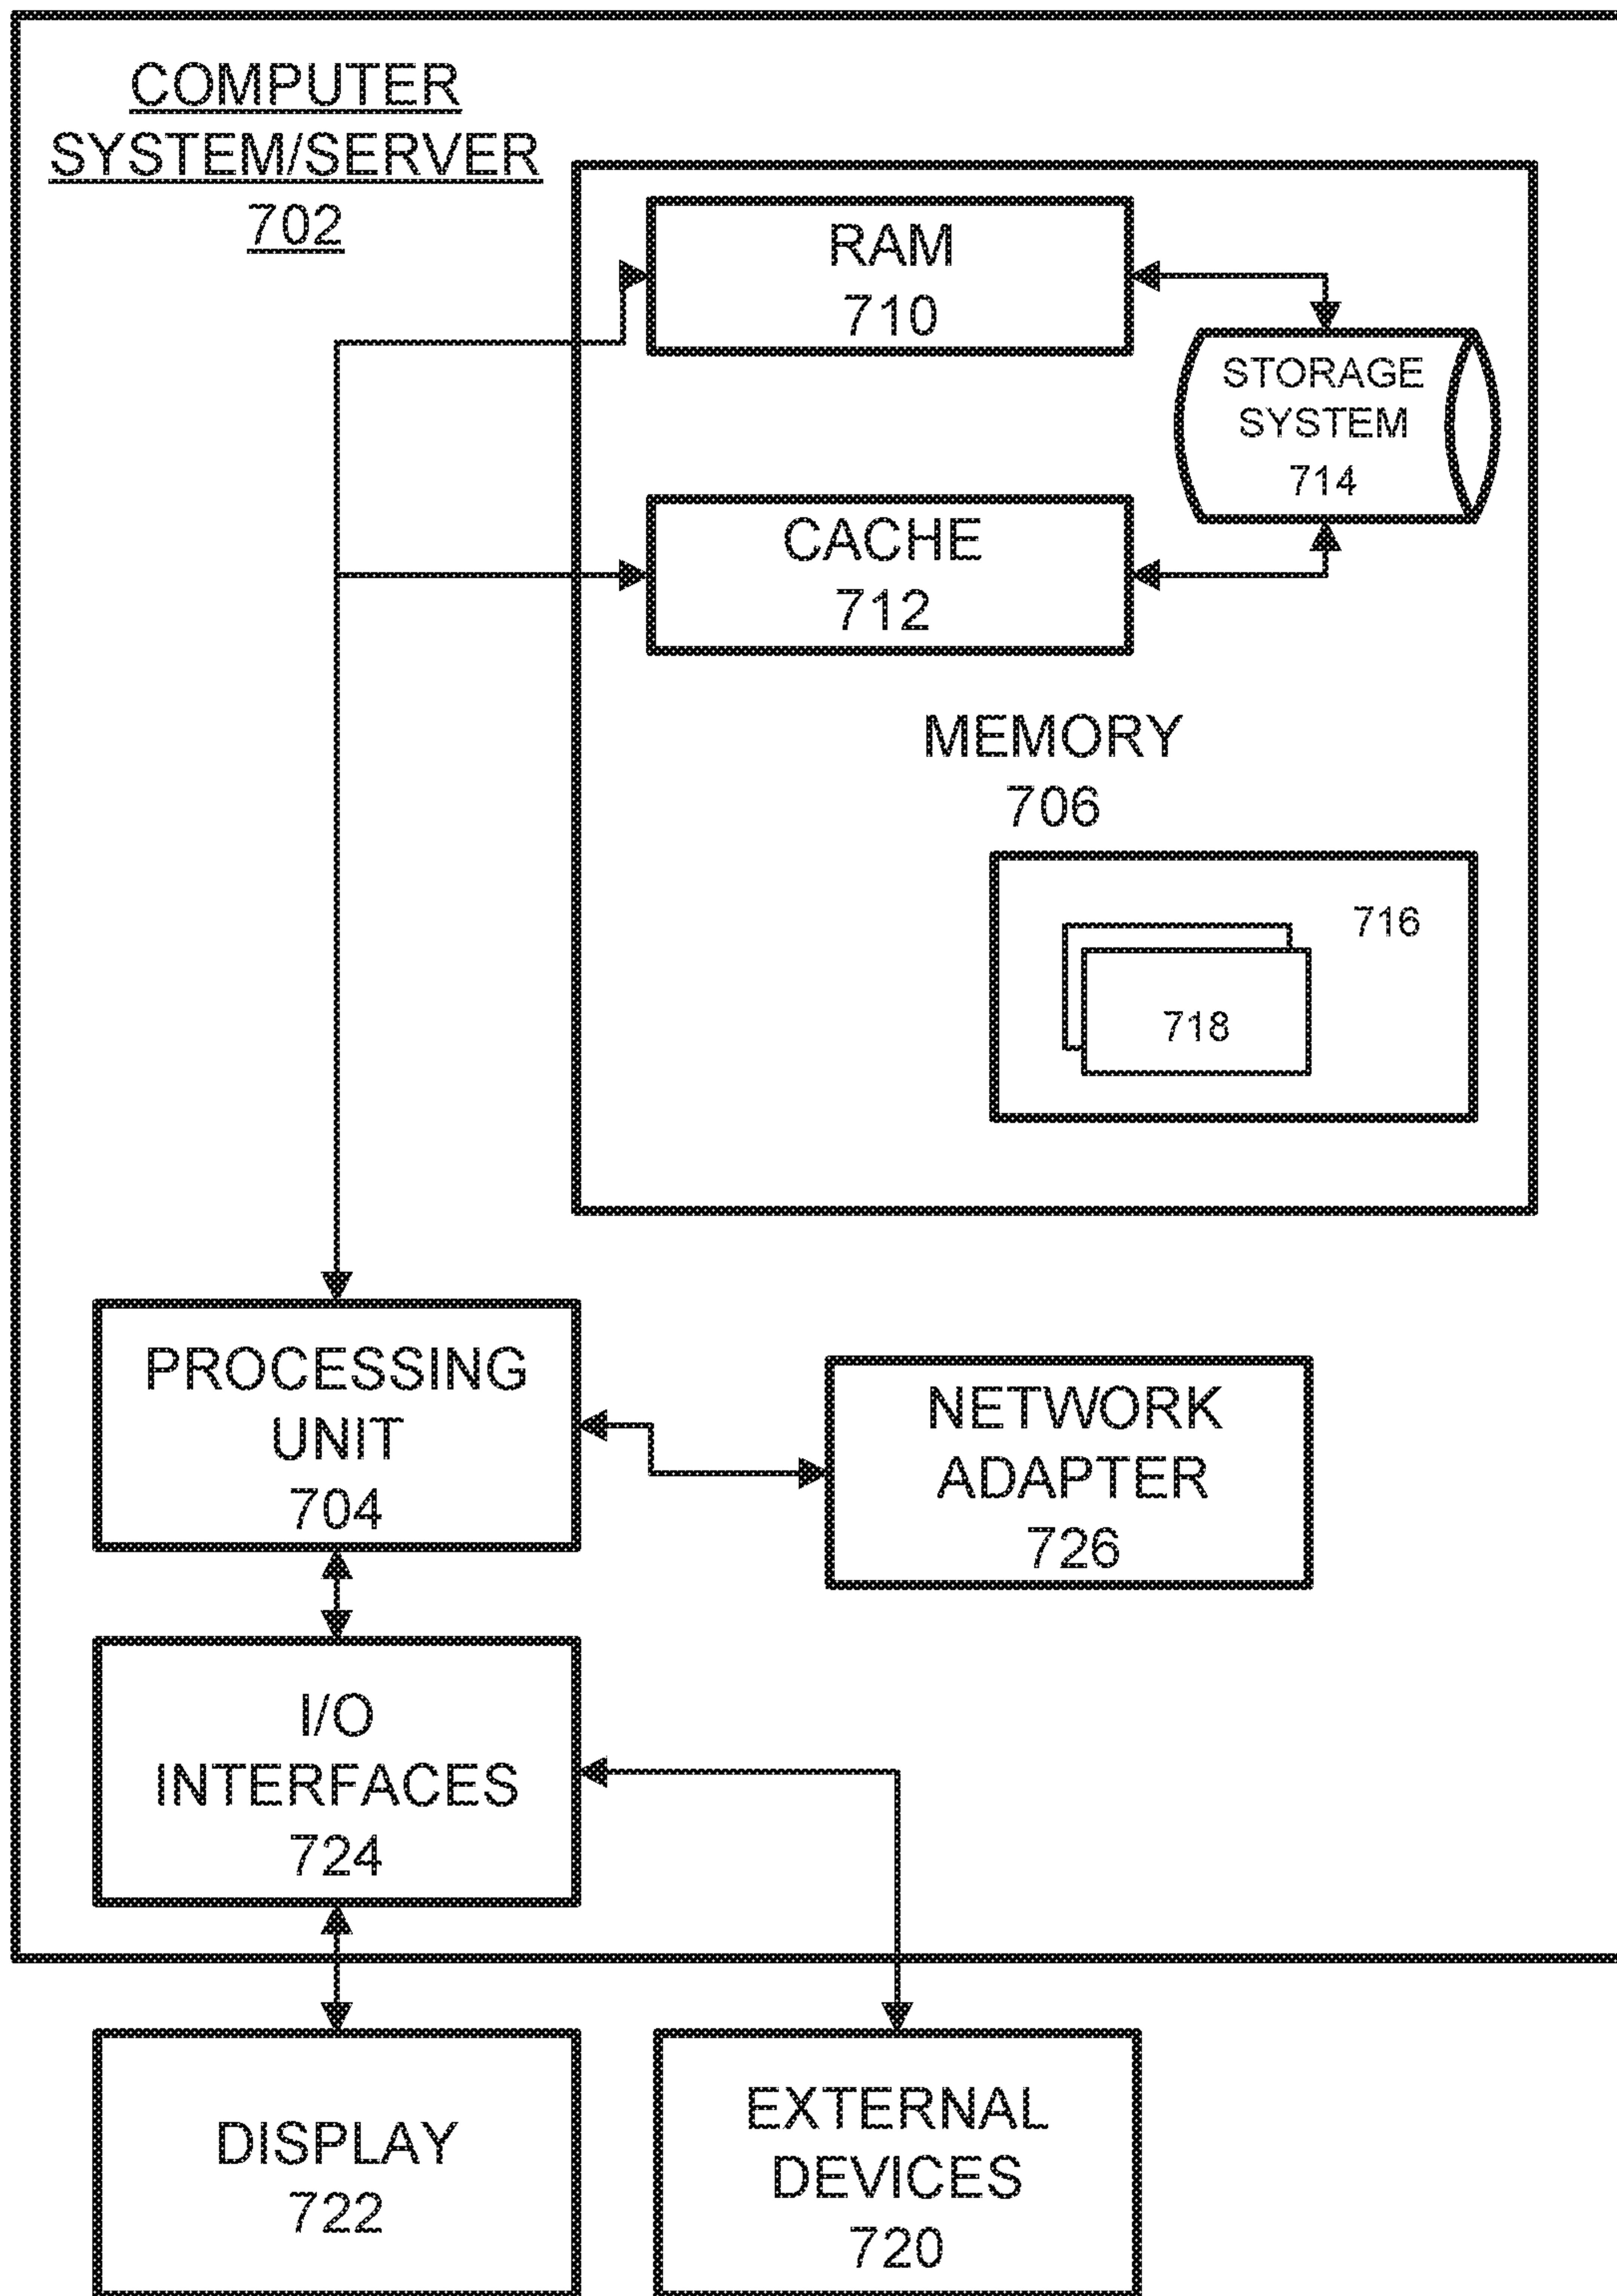 COMPUTER
SYSTEM/SERVER
702
RAM
710
STORAGE
SYSTEM
714
CACHE
712
MEMORY
706
716
718
PROCESSING
UNIT
704
NETWORK
ADAPTER
726
I/O
INTERFACES
724
DISPLAY
722
EXTERNAL
DEVICES
720